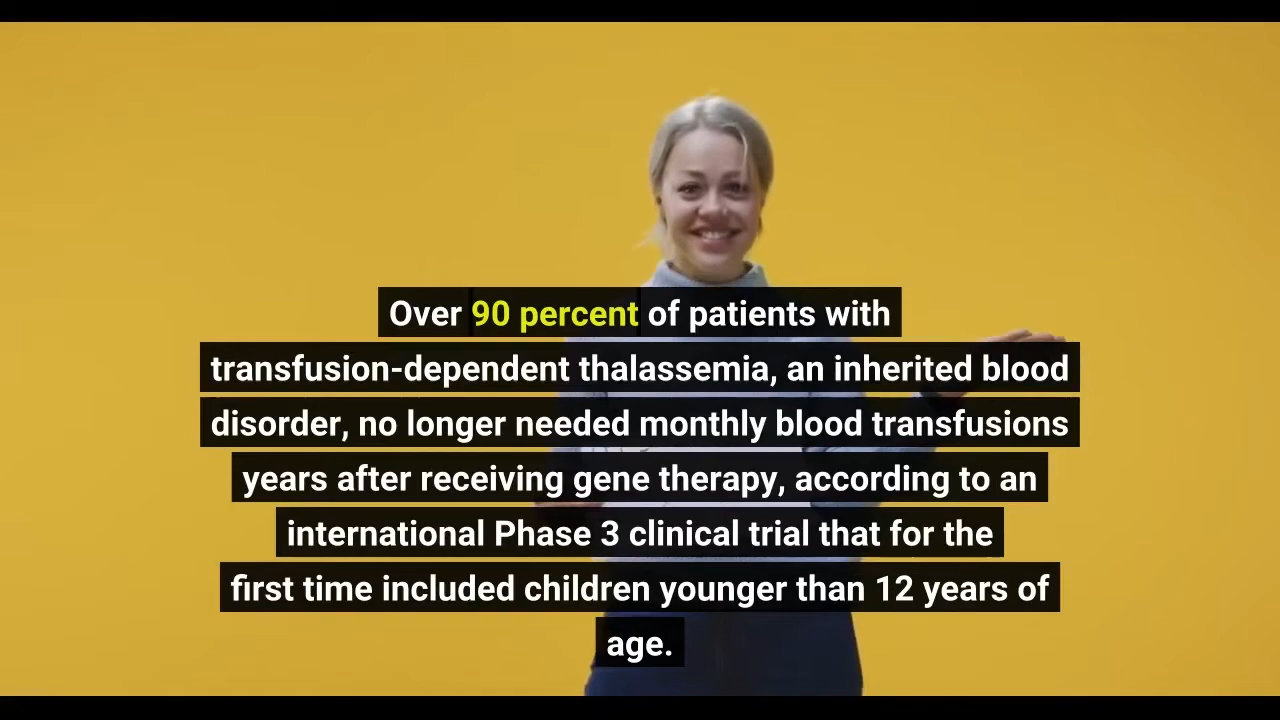 Over 90 percent of patients with
transfusion-dependent thalassemia, an inherited blood
disorder, no longer needed monthly blood transfusions
years after receiving gene therapy, according to an
international Phase 3 clinical trial that for the
first time included children younger than 12 years of
age.